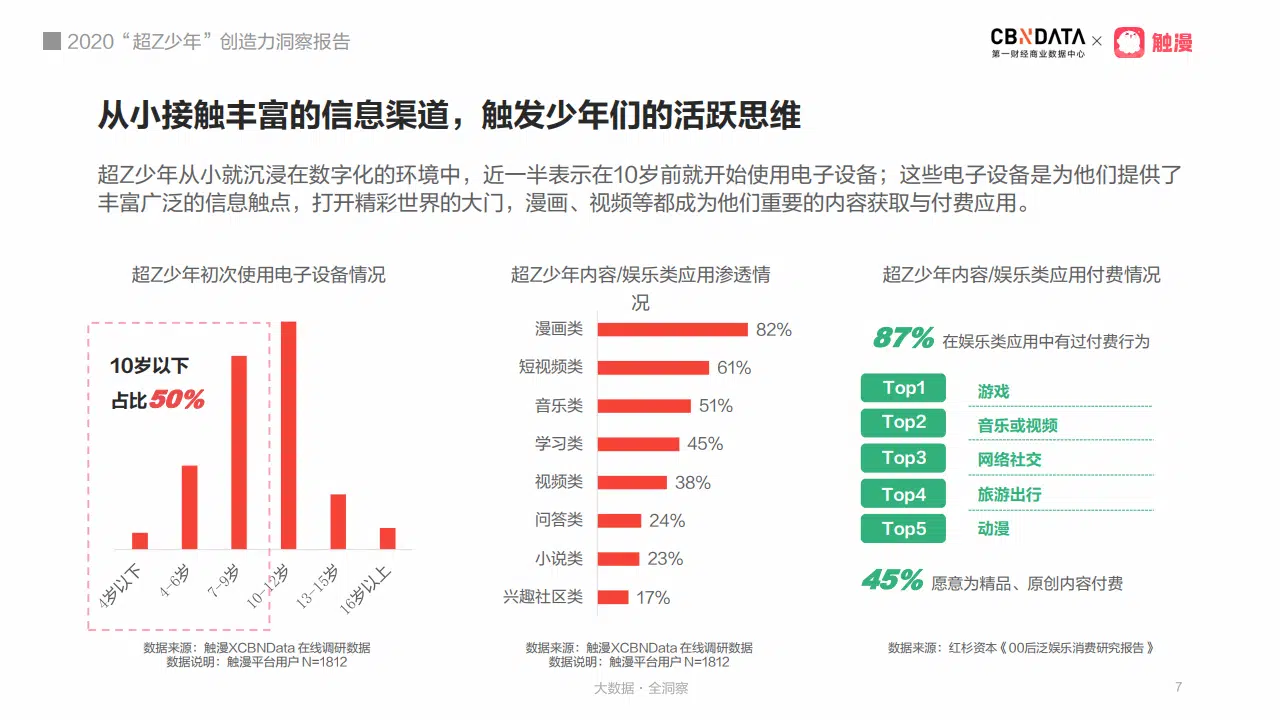 2020 “超Z少年” 创造力洞察报告
CBNDATA
第一财经商业数据中心
×
触漫
从小接触丰富的信息渠道，触发少年们的活跃思维
超Z少年从小就沉浸在数字化的环境中，近一半表示在10岁前就开始使用电子设备；这些电子设备是为他们提供了
丰富广泛的信息触点，打开精彩世界的大门，漫画、视频等都成为他们重要的内容获取与付费应用。
超Z少年初次使用电子设备情况
10岁以下
占比50%
4岁以下
4-6岁
7-9岁
10-12岁
13-15岁
16岁以上
数据来源：触漫XCBNData 在线调研数据
数据说明：触漫平台用户 N=1812
超Z少年内容/娱乐类应用渗透情
况
漫画类 82%
短视频类 61%
音乐类 51%
学习类 45%
视频类 38%
问答类 24%
小说类 23%
兴趣社区类 17%
数据来源：触漫XCBNData 在线调研数据
数据说明：触漫平台用户 N=1812
超Z少年内容/娱乐类应用付费情况
87% 在娱乐类应用中有过付费行为
Top1 游戏
Top2 音乐或视频
Top3 网络社交
Top4 旅游出行
Top5 动漫
45% 愿意为精品、原创内容付费
数据来源：红杉资本《00后泛娱乐消费研究报告》
大数据·全洞察
7